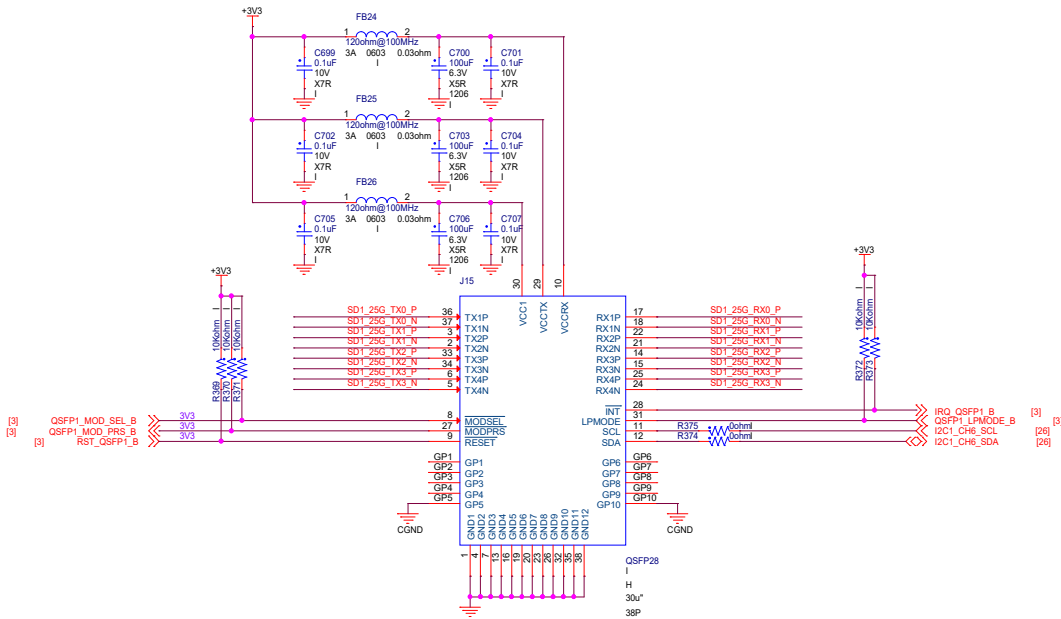 +3V3
FB24
1 2
120ohm@100MHz
3A 0603 0.03ohm
I
C699
0.1uF
10V
X7R
I
C700
100uF
6.3V
X5R
1206
I
C701
0.1uF
10V
X7R
I
FB25
1 2
120ohm@100MHz
3A 0603 0.03ohm
I
C702
0.1uF
10V
X7R
I
C703
100uF
6.3V
X5R
1206
I
C704
0.1uF
10V
X7R
I
FB26
1 2
120ohm@100MHz
3A 0603 0.03ohm
I
C705
0.1uF
10V
X7R
I
C706
100uF
6.3V
X5R
1206
I
C707
0.1uF
10V
X7R
I
+3V3
10Kohm I
10Kohm I
10Kohm I
R369
R370
R371
+3V3
10Kohm I
10Kohm I
R372
R373
J15
30 29 10
VCC1
VCCTX
VCCRX
SD1_25G_TX0_P 36 TX1P
SD1_25G_TX0_N 37 TX1N
SD1_25G_TX1_P 3 TX2P
SD1_25G_TX1_N 2 TX2N
SD1_25G_TX2_P 33 TX3P
SD1_25G_TX2_N 34 TX3N
SD1_25G_TX3_P 6 TX4P
SD1_25G_TX3_N 5 TX4N
RX1P 17 SD1_25G_RX0_P
RX1N 18 SD1_25G_RX0_N
RX2P 22 SD1_25G_RX1_P
RX2N 21 SD1_25G_RX1_N
RX3P 14 SD1_25G_RX2_P
RX3N 15 SD1_25G_RX2_N
RX4P 25 SD1_25G_RX3_P
RX4N 24 SD1_25G_RX3_N
[3] QSFP1_MOD_SEL_B 3V3 8 MODSEL
[3] QSFP1_MOD_PRS_B 3V3 27 MODPRS
[3] RST_QSFP1_B 3V3 9 RESET
INT 28 IRQ_QSFP1_B [3]
LPMODE 31 QSFP1_LPMODE_B [3
SCL 11 R375 0ohmI I2C1_CH6_SCL [26]
SDA 12 R374 0ohmI I2C1_CH6_SDA [26]
GP1 GP1
GP2 GP2
GP3 GP3
GP4 GP4
GP5 GP5
GP6 GP6
GP7 GP7
GP8 GP8
GP9 GP9
GP10 GP10
CGND
CGND
GND1
GND2
GND3
GND4
GND5
GND6
GND7
GND8
GND9
GND10
GND11
GND12
1 4 7 13 16 19 20 23 26 32 35 38
QSFP28
I
H
30u"
38P